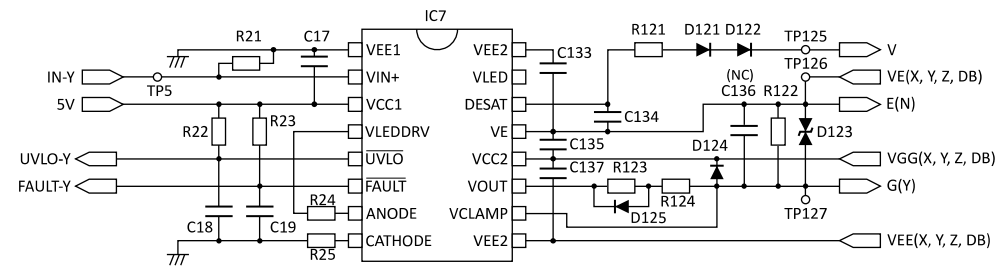 IC7
R21
C17
VEE1
VEE2
C133
R121
D121
D122
TP125
V
IN-Y
TP5
VIN+
VLED
TP126
VE(X, Y, Z, DB)
5V
VCC1
DESAT
(NC)
C136
R122
E(N)
R22
R23
VLEDDRV
VE
C134
D123
UVLO-Y
UVLO
VCC2
C135
D124
VGG(X, Y, Z, DB)
FAULT-Y
FAULT
VOUT
C137
R123
R124
G(Y)
R24
ANODE
VCLAMP
D125
TP127
C18
C19
R25
CATHODE
VEE2
VEE(X, Y, Z, DB)